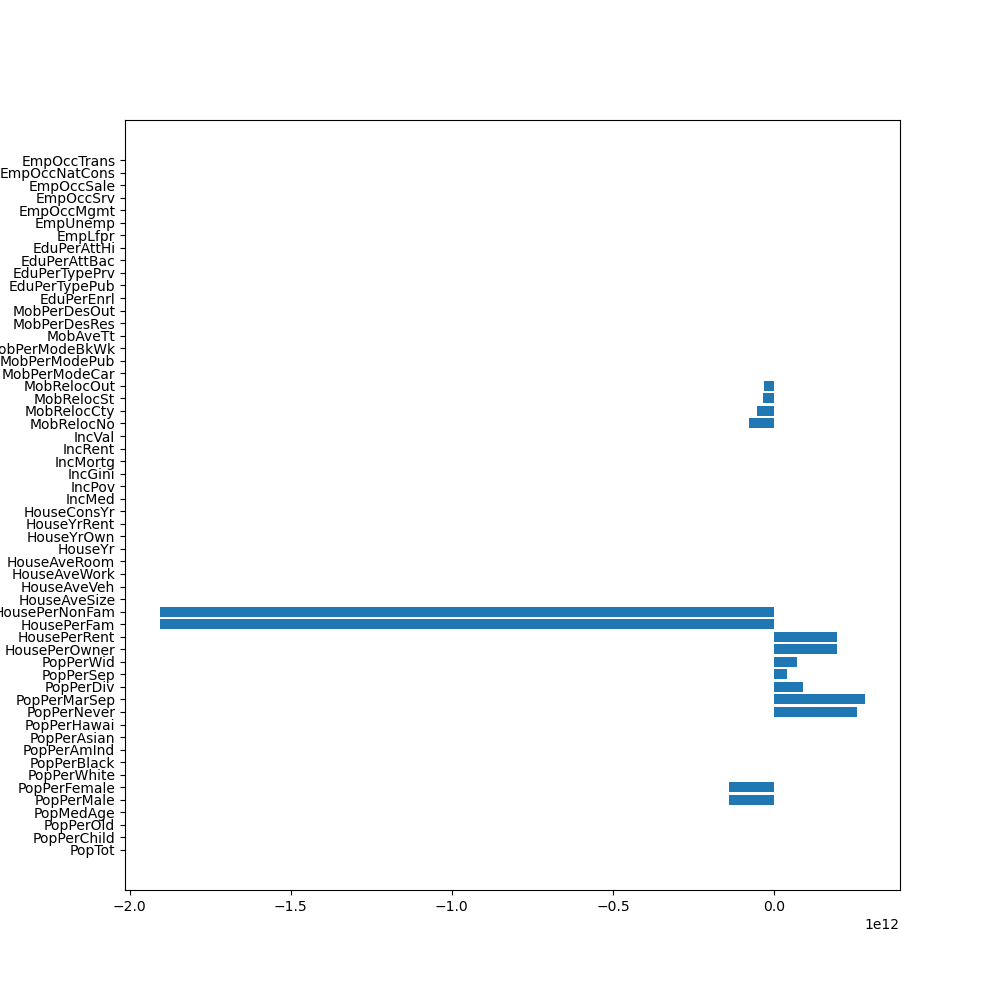 EmpOccTrans
EmpOccNatCons
EmpOccSale
EmpOccSrv
EmpOccMgmt
EmpUnemp
EmpLfpr
EduPerAttHi
EduPerAttBac
EduPerTypePrv
EduPerTypePub
EduPerEnrl
MobPerDesOut
MobPerDesRes
MobAveTt
obPerModeBkWk
MobPerModePub
MobPerModeCar
MobRelocOut
MobRelocSt
MobRelocCty
MobRelocNo
IncVal
IncRent
IncMortg
IncGini
IncPov
IncMed
HouseConsYr
HouseYrRent
HouseYrOwn
HouseYr
HouseAveRoom
HouseAveWork
HouseAveVeh
HouseAveSize
HousePerNonFam
HousePerFam
HousePerRent
HousePerOwner
PopPerWid
PopPerSep
PopPerDiv
PopPerMarSep
PopPerNever
PopPerHawai
PopPerAsian
PopPerAmInd
PopPerBlack
PopPerWhite
PopPerFemale
PopPerMale
PopMedAge
PopPerOld
PopPerChild
PopTot
−2.0 −1.5 −1.0 −0.5 0.0
1e12